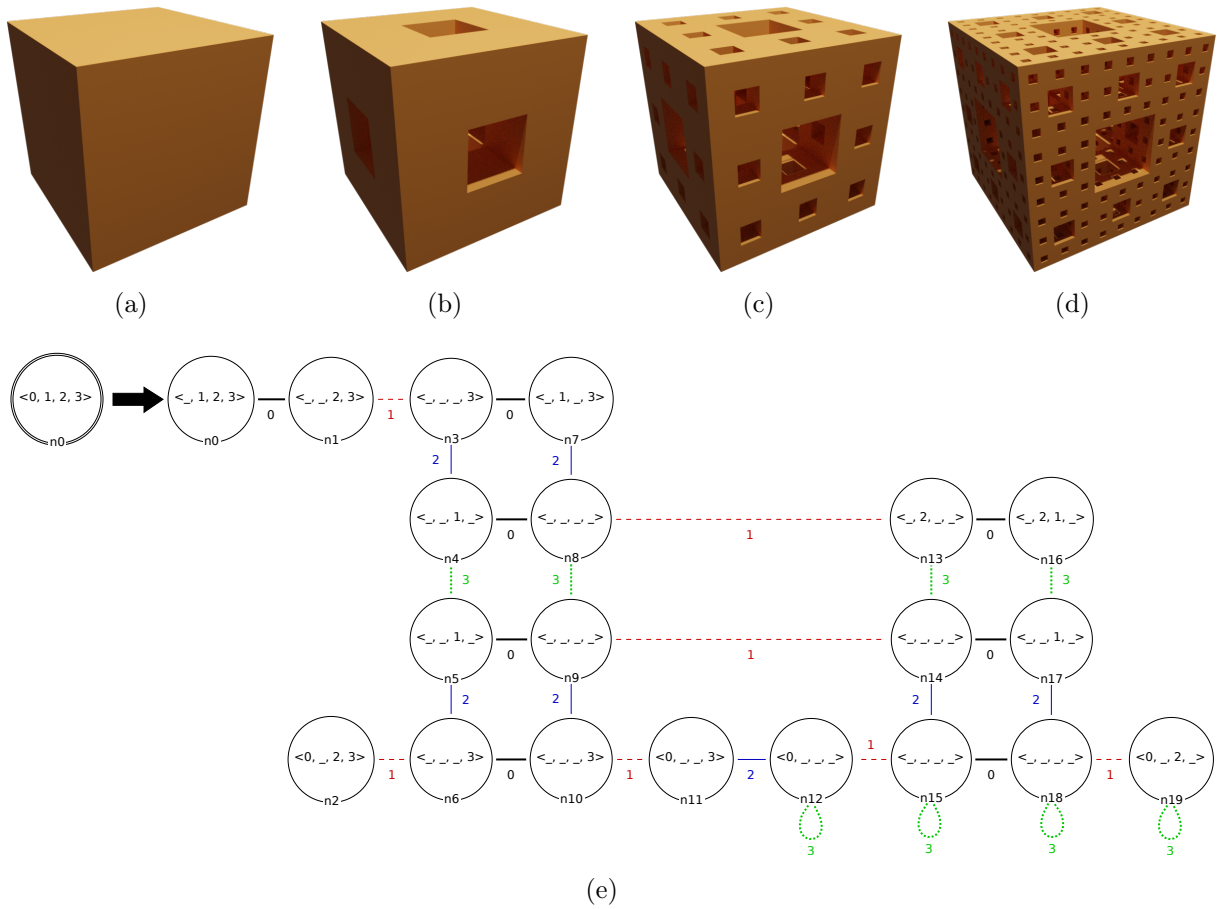 (a) (b) (c) (d)
<0, 1, 2, 3> <_, 1, 2, 3> <_, _, 2, 3> <_, _, _, 3> <_, 1, _, 3>
0 1 0
n0 n0 n1 n3 n7
2 2
<_, _, 1, _> <_, _, _, _> <_, 2, _, _> <_, 2, 1, _>
0 1 0
n4 n8 n13 n16
3 3 3 3
<_, _, 1, _> <_, _, _, _> <_, _, _, _> <_, _, 1, _>
0 1 0
n5 n9 n14 n17
2 2 2 2
1 
<0, _, 2, 3> <_, _, _, 3> <_, _, _, 3> <0, _, _, 3> <0, _, _, _> <_, _, _, _> <_, _, _, _> <0, _, 2, _>
1 0 1 2 0 1
n2 n6 n10 n11 n12 n15 n18 n19
3 3 3 3
(e)